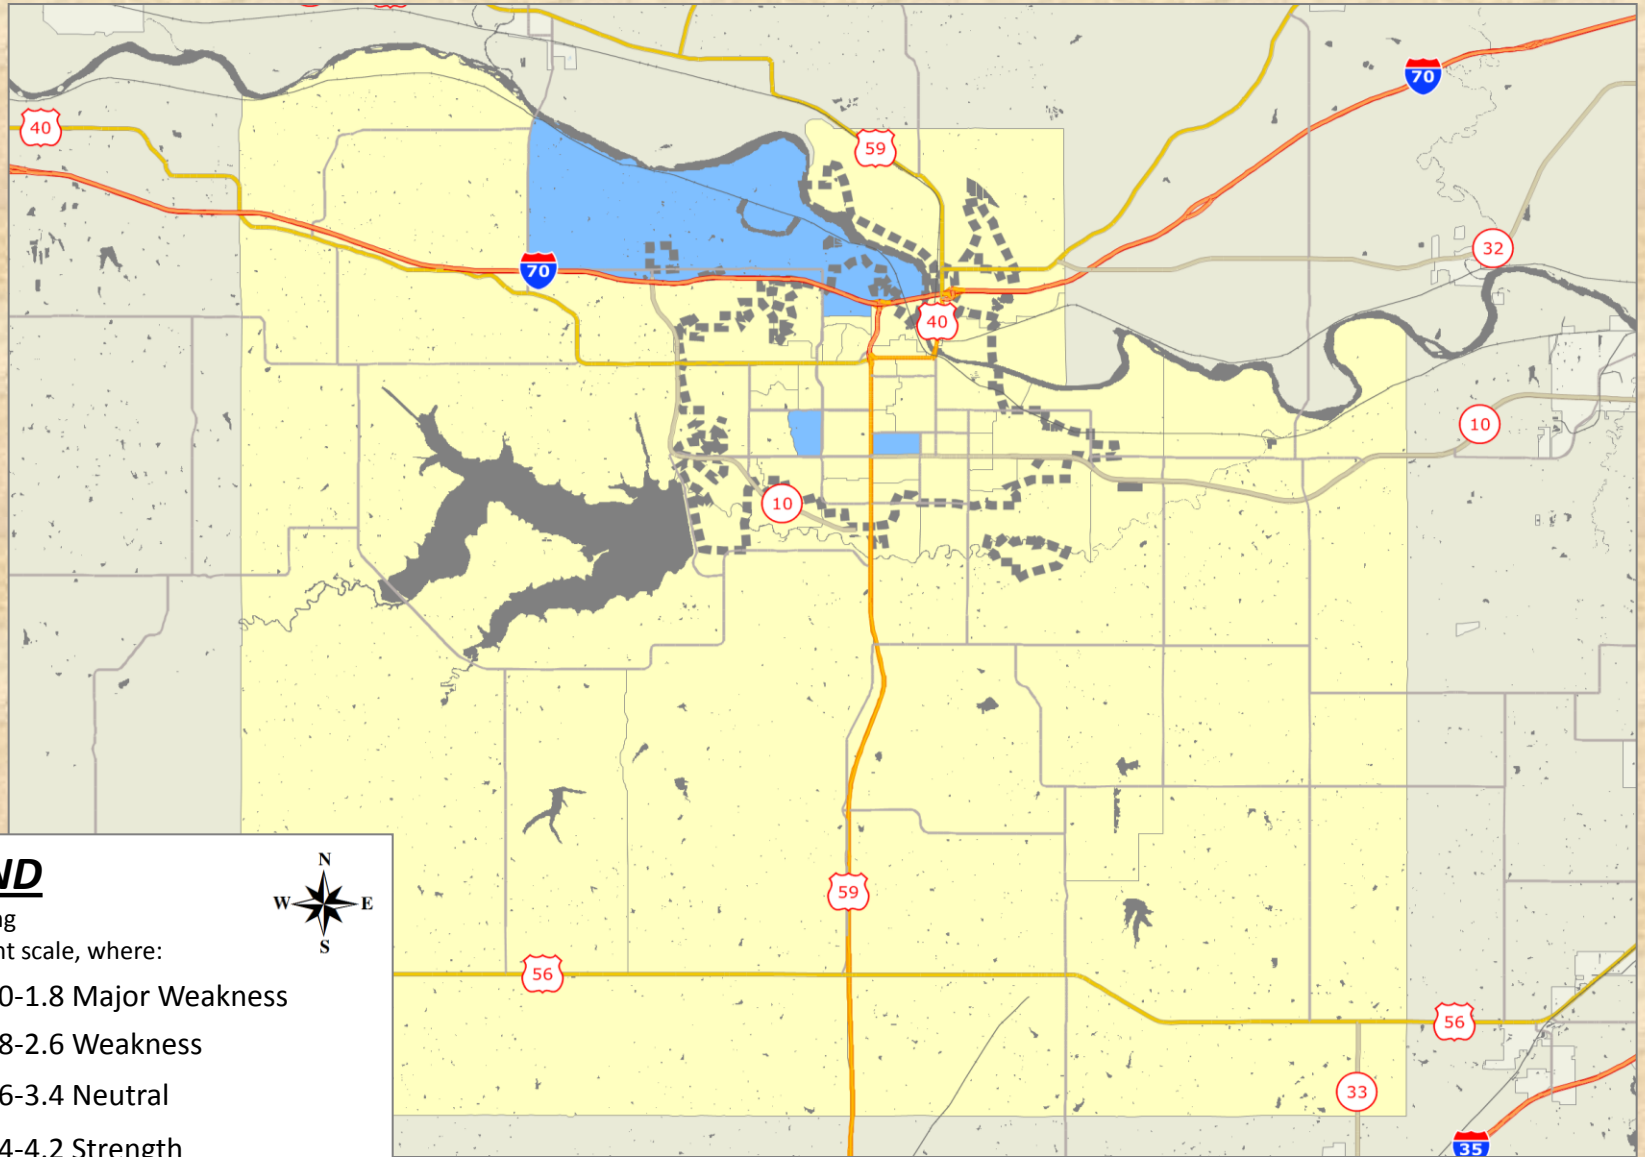 70
40
59
32
70
40
10
10
59
56
56
33
35
ND
N
W E
S
ng
nt scale, where:
0-1.8 Major Weakness
8-2.6 Weakness
6-3.4 Neutral
4-4.2 Strength